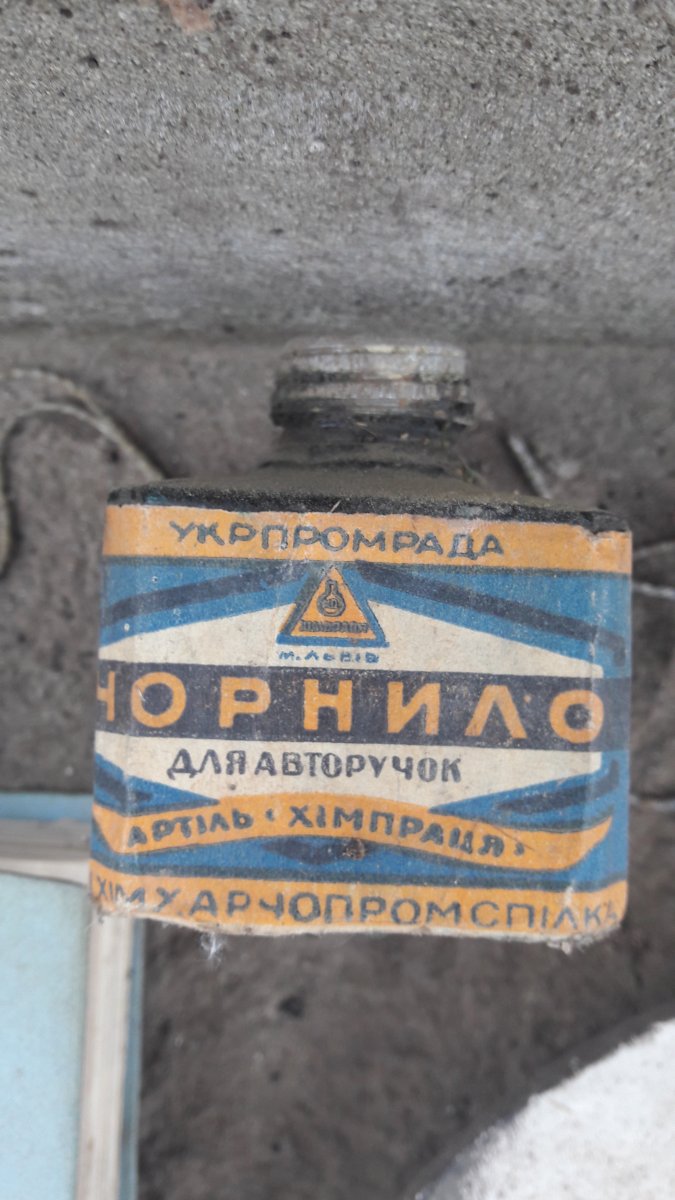 УКРПРОМРАДА
м. ЛЬВІВ
ЧОРНИЛО
ДЛЯ АВТОРУЧОК
АРТІЛЬ «ХІМПРАЦЯ»
ХІМХАРЧОПРОМСПІЛКА